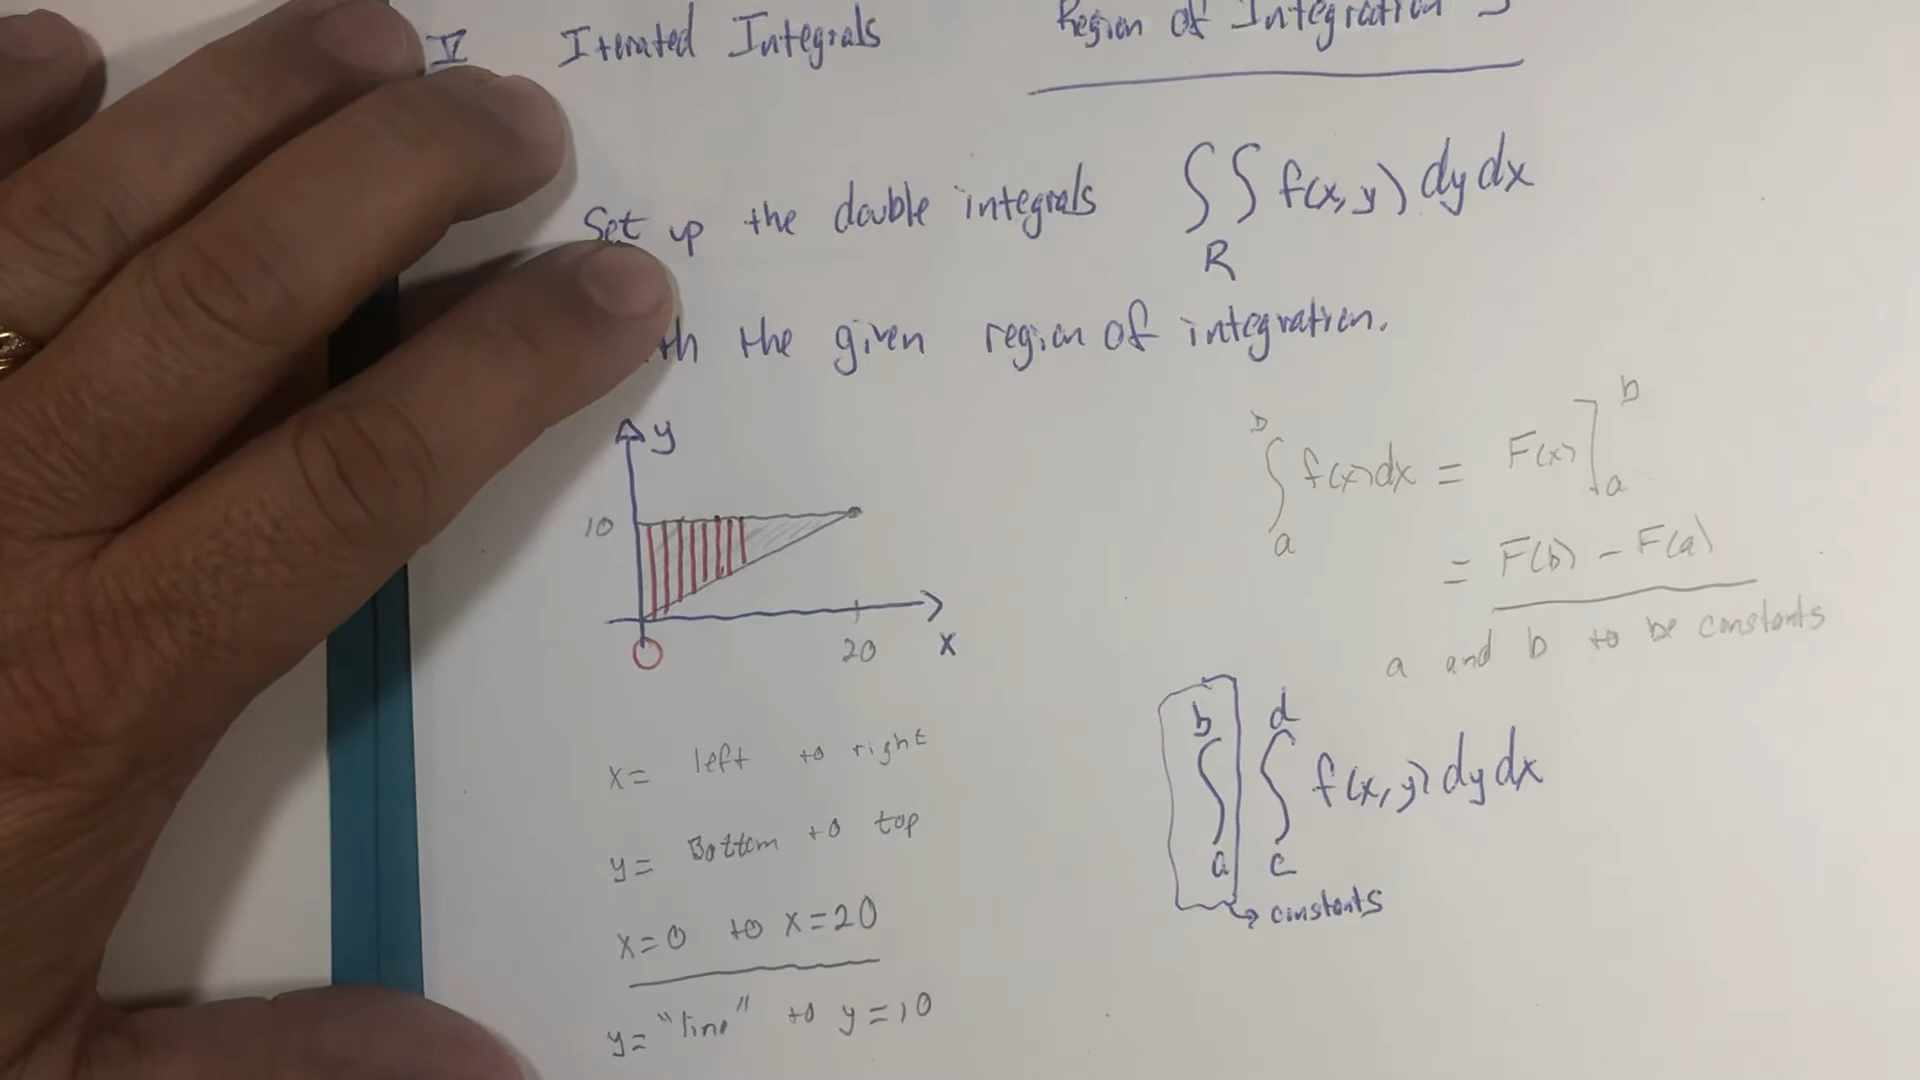 V Iterated Integrals
Region of Integration
Set up the double integrals ∫∫ f(x,y) dy dx
R
the given region of integration.
y
10
20
x
b
∫ f(x)dx = F(x)]
a
b
a
= F(b) - F(a)
a and b to be constants
x= left to right
y= Bottom to top
x=0 to x=20
y= "line" to y=10
b d
∫ ∫ f(x,y) dy dx
a c
constants